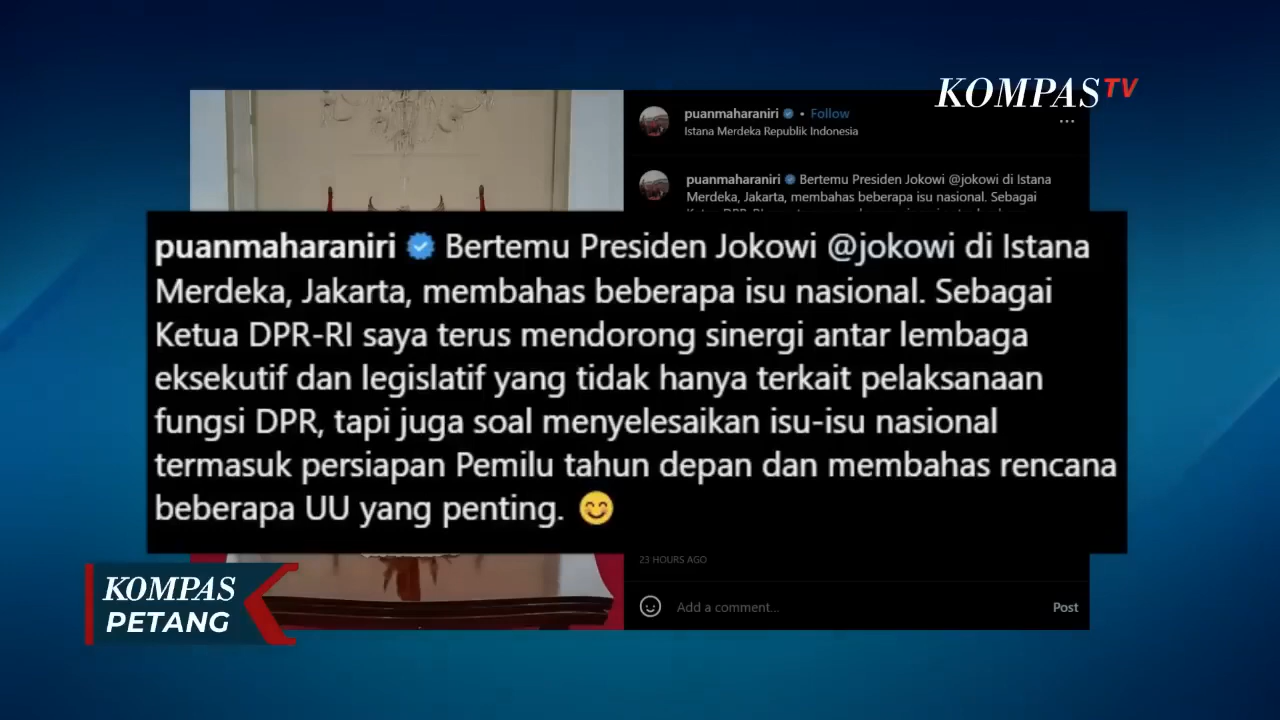 KOMPAS TV
puanmaharaniri • Follow
Istana Merdeka Republik Indonesia
puanmaharaniri Bertemu Presiden Jokowi @jokowi di Istana
Merdeka, Jakarta, membahas beberapa isu nasional. Sebagai
puanmaharaniri Bertemu Presiden Jokowi @jokowi di Istana
Merdeka, Jakarta, membahas beberapa isu nasional. Sebagai
Ketua DPR-RI saya terus mendorong sinergi antar lembaga
eksekutif dan legislatif yang tidak hanya terkait pelaksanaan
fungsi DPR, tapi juga soal menyelesaikan isu-isu nasional
termasuk persiapan Pemilu tahun depan dan membahas rencana
beberapa UU yang penting. 😊
23 HOURS AGO
Add a comment...
Post
KOMPAS
PETANG